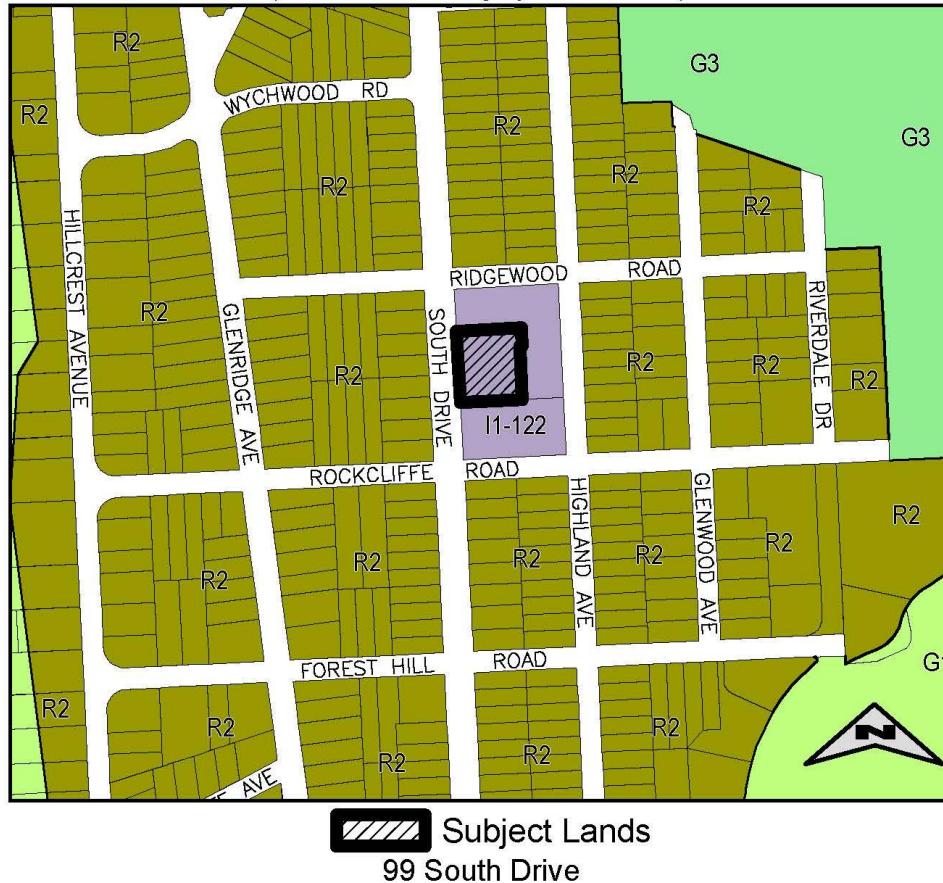 R2
G3
R2
WYCHWOOD RD
R2
G3
R2
R2
R2
HILLCREST AVENUE
RIDGEWOOD ROAD
R2
GLENRIDGE AVE
SOUTH DRIVE
RIVERDALE DR
R2
R2
R2
R2
I1-122
ROCKCLIFFE ROAD
HIGHLAND AVE
GLENWOOD AVE
R2
R2
R2
R2
R2
R2
FOREST HILL ROAD
R2
R2
R2
R2
R2
AVE
N
Subject Lands
99 South Drive